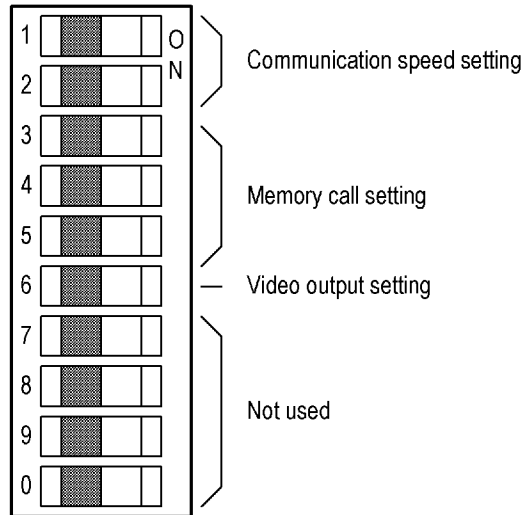 1 O
N
Communication speed setting
2
3
4
Memory call setting
5
6
Video output setting
7
8
Not used
9
0